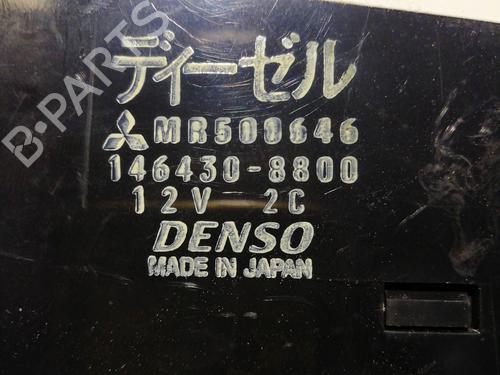 ディーゼル
MR500646
146430-8800
12V 2C
DENSO
MADE IN JAPAN
B-PARTS